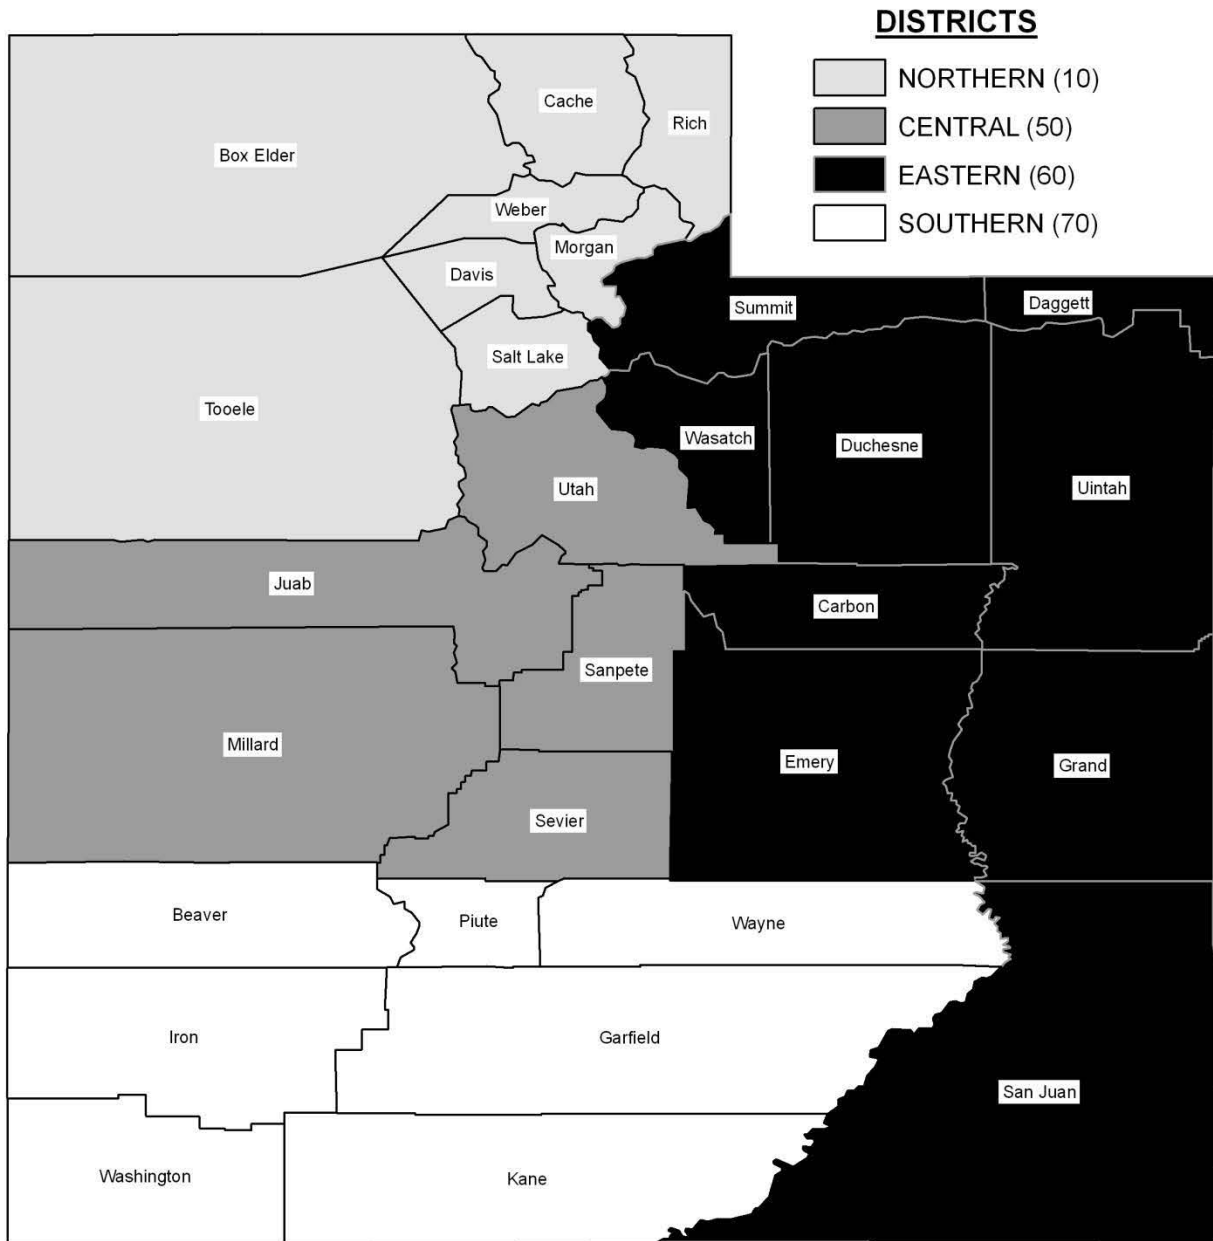 DISTRICTS
NORTHERN (10)
CENTRAL (50)
EASTERN (60)
SOUTHERN (70)
Cache
Rich
Box Elder
Weber
Morgan
Davis
Summit
Daggett
Salt Lake
Tooele
Wasatch
Duchesne
Utah
Uintah
Juab
Carbon
Sanpete
Millard
Emery
Grand
Sevier
Beaver
Piute
Wayne
Iron
Garfield
San Juan
Washington
Kane